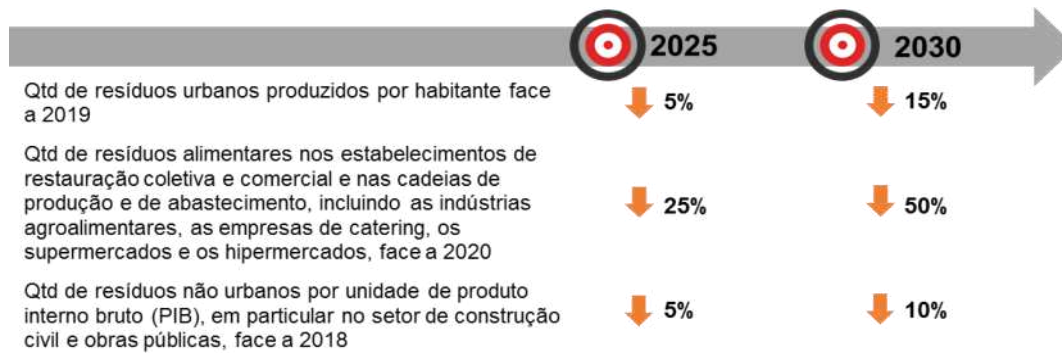 2025 2030
Qtd de resíduos urbanos produzidos por habitante face
a 2019
5% 15%
Qtd de resíduos alimentares nos estabelecimentos de
restauração coletiva e comercial e nas cadeias de
produção e de abastecimento, incluindo as indústrias
agroalimentares, as empresas de catering, os
supermercados e os hipermercados, face a 2020
25% 50%
Qtd de resíduos não urbanos por unidade de produto
interno bruto (PIB), em particular no setor de construção
civil e obras públicas, face a 2018
5% 10%